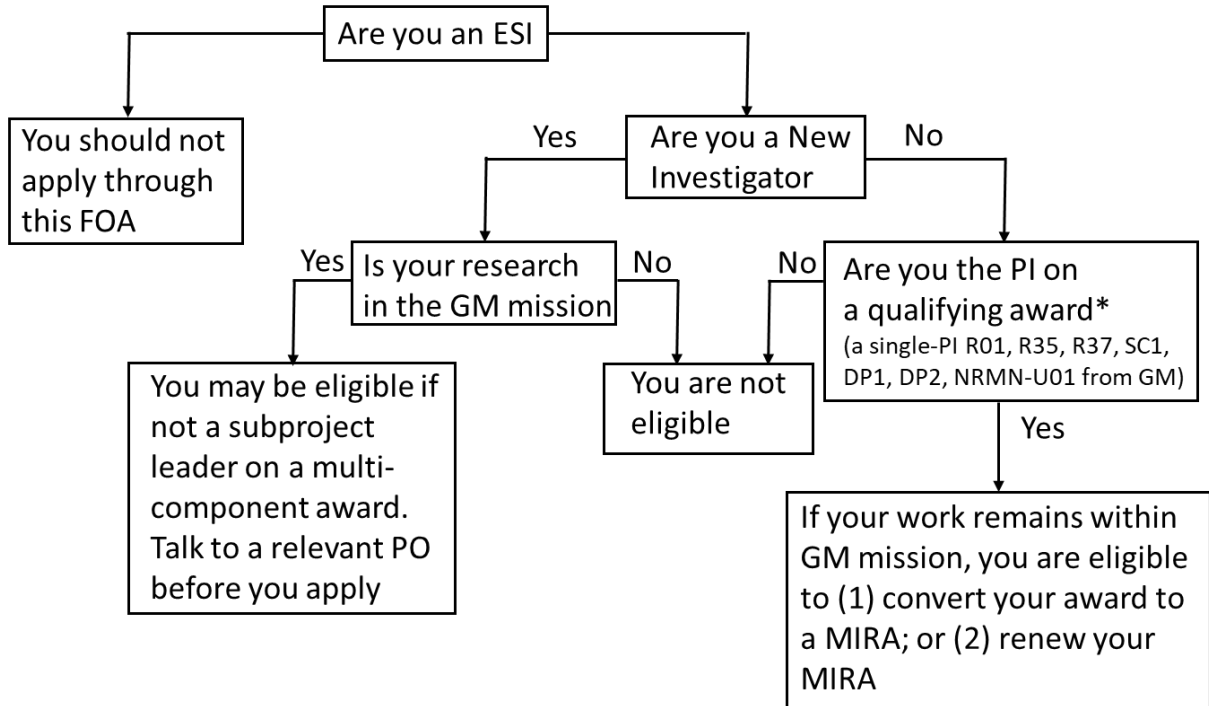 Are you an ESI
You should not
apply through
this FOA
Yes
Are you a New
Investigator
No
Yes
Is your research
in the GM mission
No
No
Are you the PI on
a qualifying award*
(a single-PI R01, R35, R37, SC1,
DP1, DP2, NRMN-U01 from GM)
You may be eligible if
not a subproject
leader on a multi-
component award.
Talk to a relevant PO
before you apply
You are not
eligible
Yes
If your work remains within
GM mission, you are eligible
to (1) convert your award to
a MIRA; or (2) renew your
MIRA